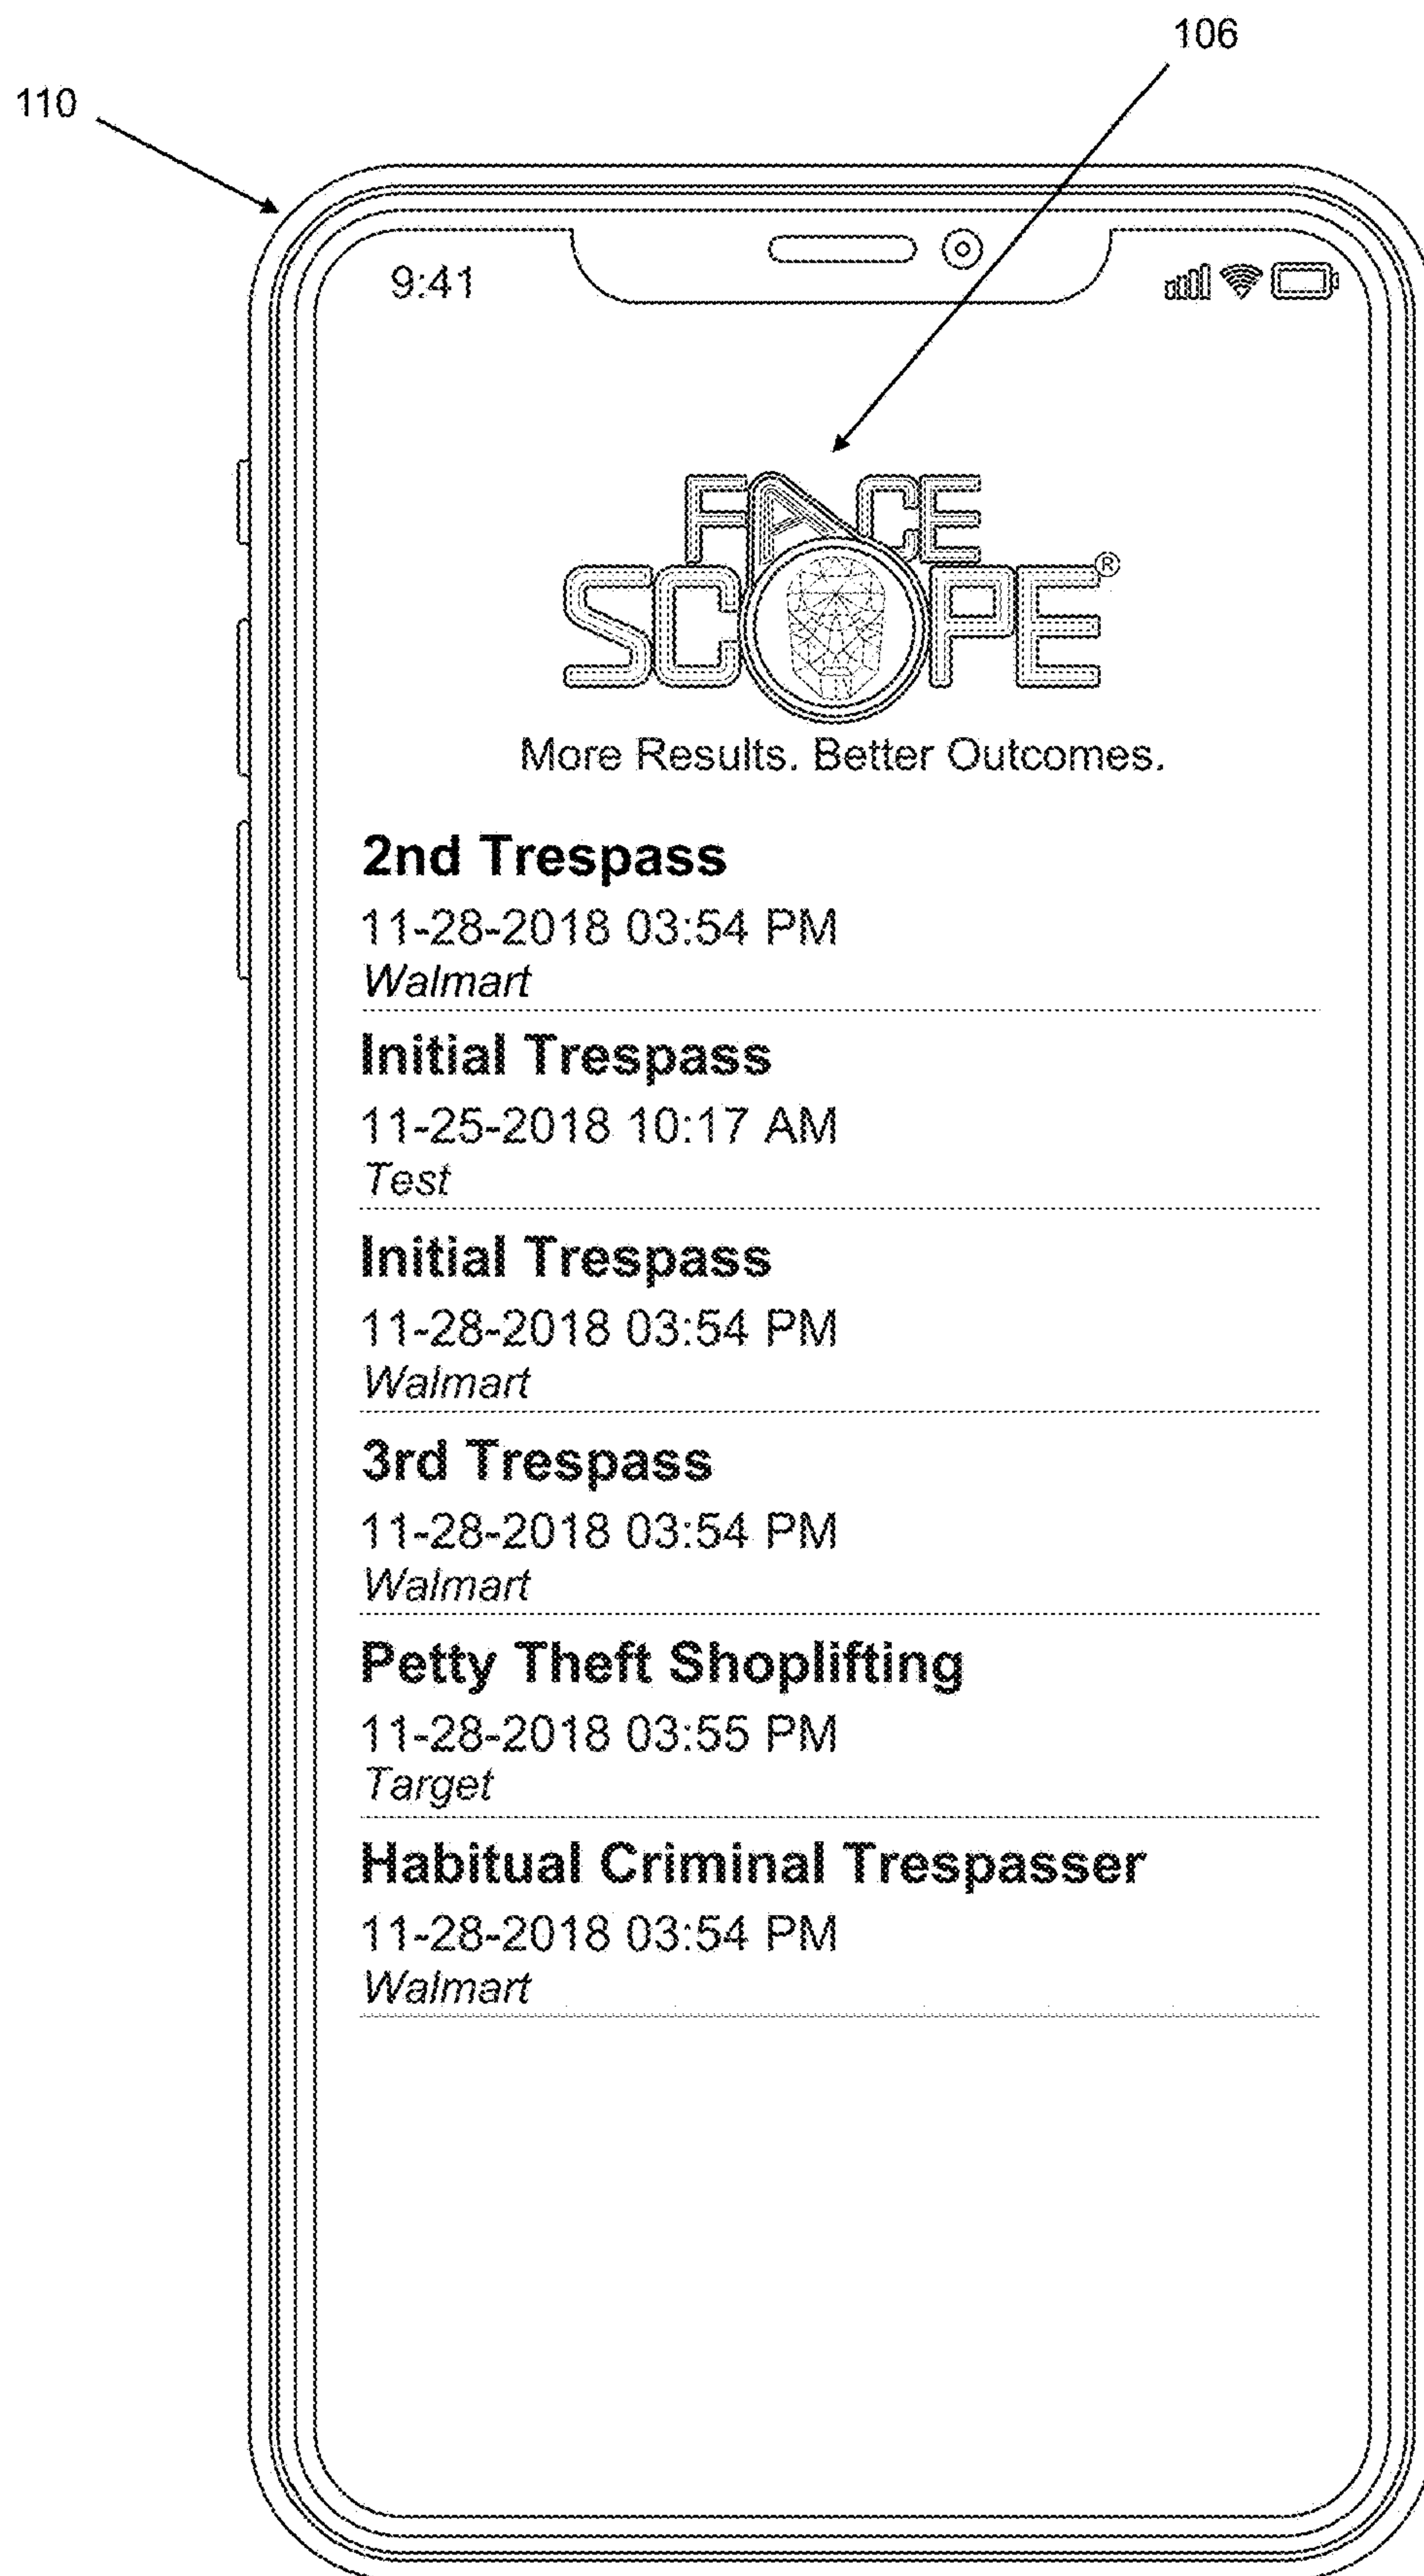 106
110
9:41
FACE
SCOPE®
More Results. Better Outcomes.
2nd Trespass
11-28-2018 03:54 PM
Walmart
Initial Trespass
11-25-2018 10:17 AM
Test
Initial Trespass
11-28-2018 03:54 PM
Walmart
3rd Trespass
11-28-2018 03:54 PM
Walmart
Petty Theft Shoplifting
11-28-2018 03:55 PM
Target
Habitual Criminal Trespasser
11-28-2018 03:54 PM
Walmart